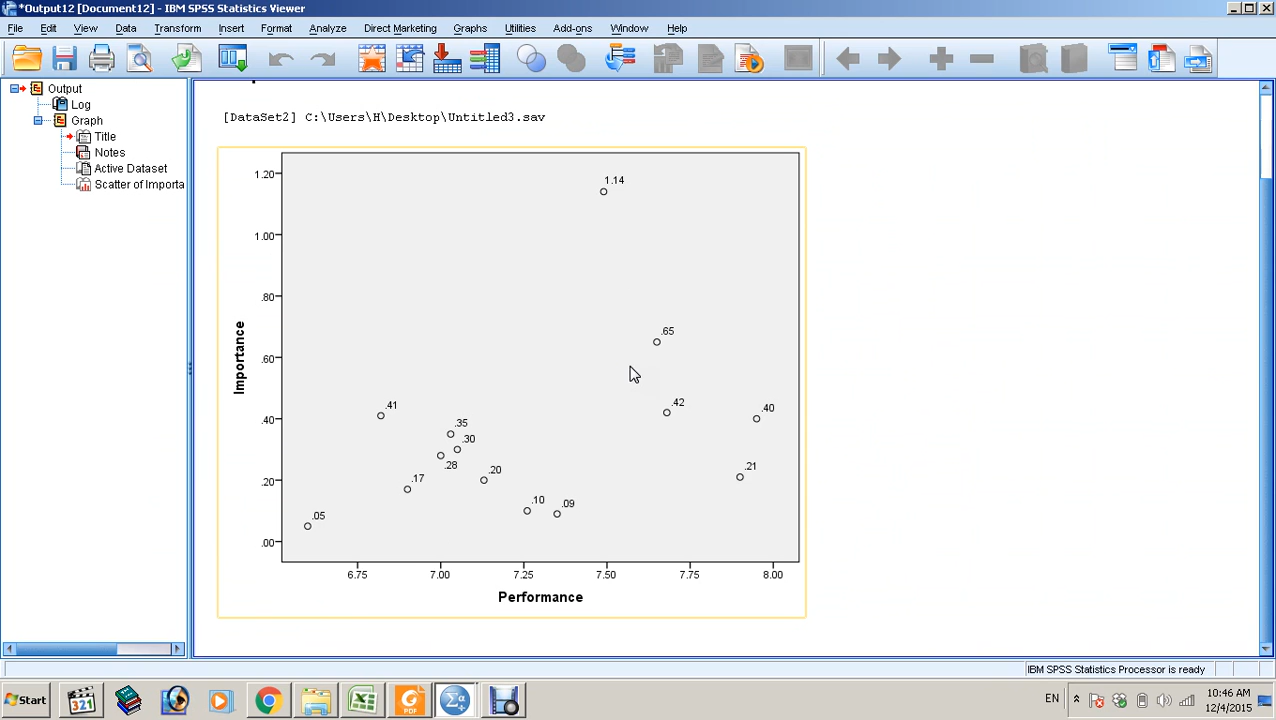 *Output12 [Document12] - IBM SPSS Statistics Viewer
File Edit View Data Transform Insert Format Analyze Direct Marketing Graphs Utilities Add-ons Window Help
Output
Log
Graph
Title
Notes
Active Dataset
Scatter of Importa
[DataSet2] C:\Users\H\Desktop\Untitled3.sav
1.20
1.00
.80
.60
.40
.20
.00
Importance
1.14
.65
.42
.40
.41
.35
.30
.28
.21
.20
.17
.10
.09
.05
6.75 7.00 7.25 7.50 7.75 8.00
Performance
IBM SPSS Statistics Processor is ready
Start
321
PDF
Σα
EN
10:46 AM
12/4/2015